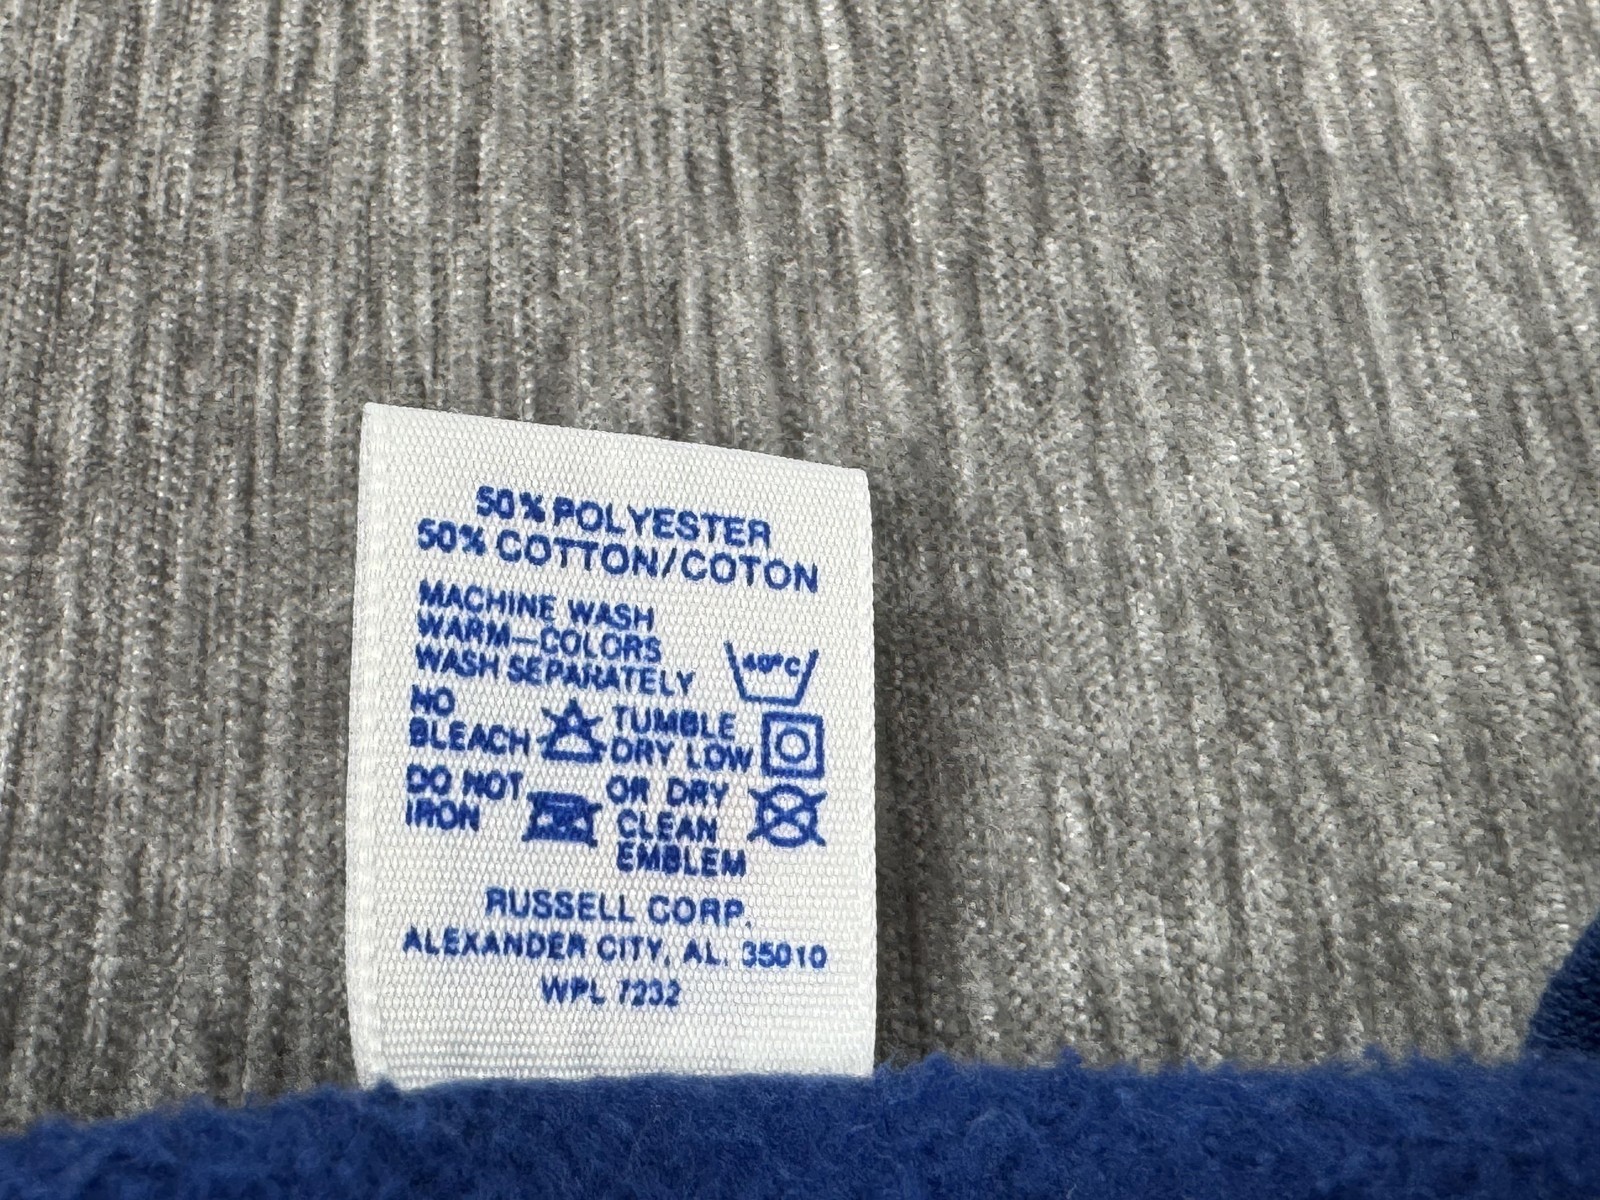 50% POLYESTER
50% COTTON/COTON
MACHINE WASH
WARM—COLORS
WASH SEPARATELY
40°C
NO
BLEACH
TUMBLE
DRY LOW
DO NOT
IRON
OR DRY
CLEAN
EMBLEM
RUSSELL CORP.
ALEXANDER CITY, AL. 35010
WPL 7232